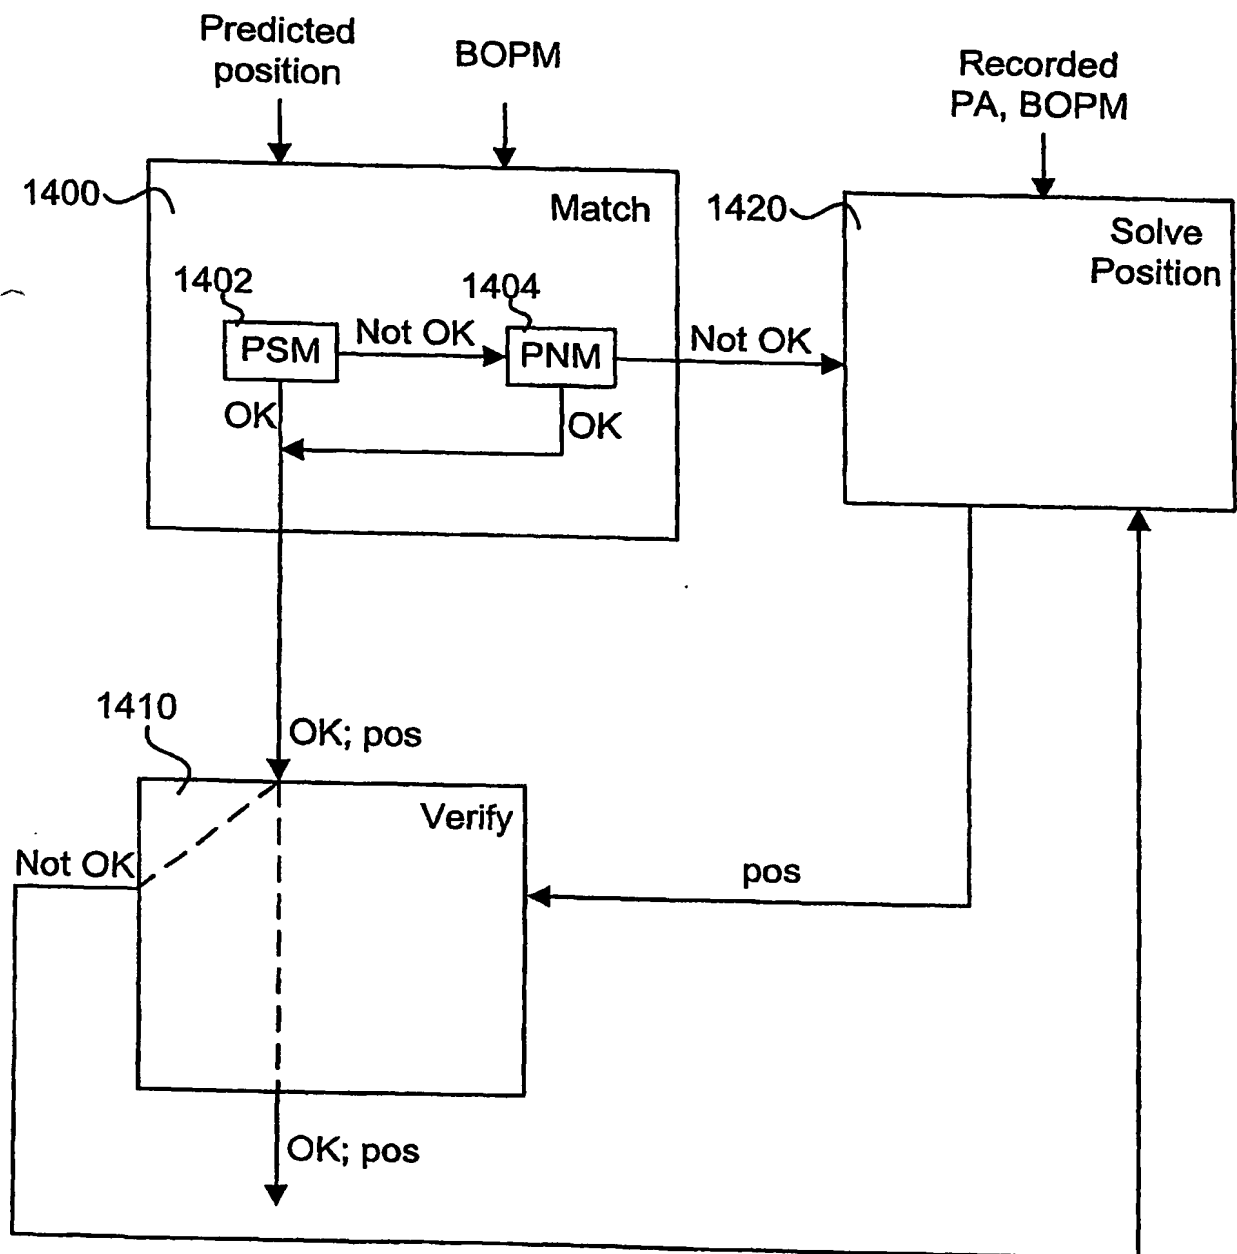 Predicted
position
BOPM
Recorded
PA, BOPM
1400
Match
1420
Solve
Position
1402
1404
PSM
Not OK
PNM
Not OK
OK
OK
1410
OK; pos
Verify
Not OK
pos
OK; pos